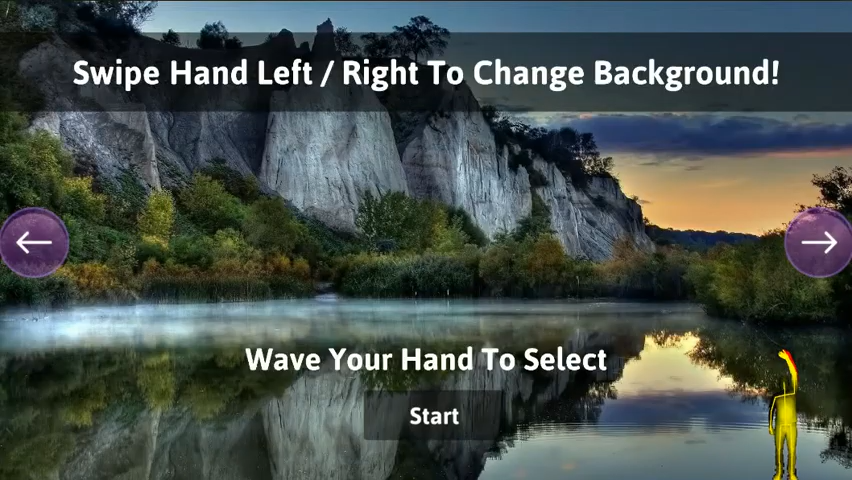 Swipe Hand Left / Right To Change Background!
Wave Your Hand To Select
Start